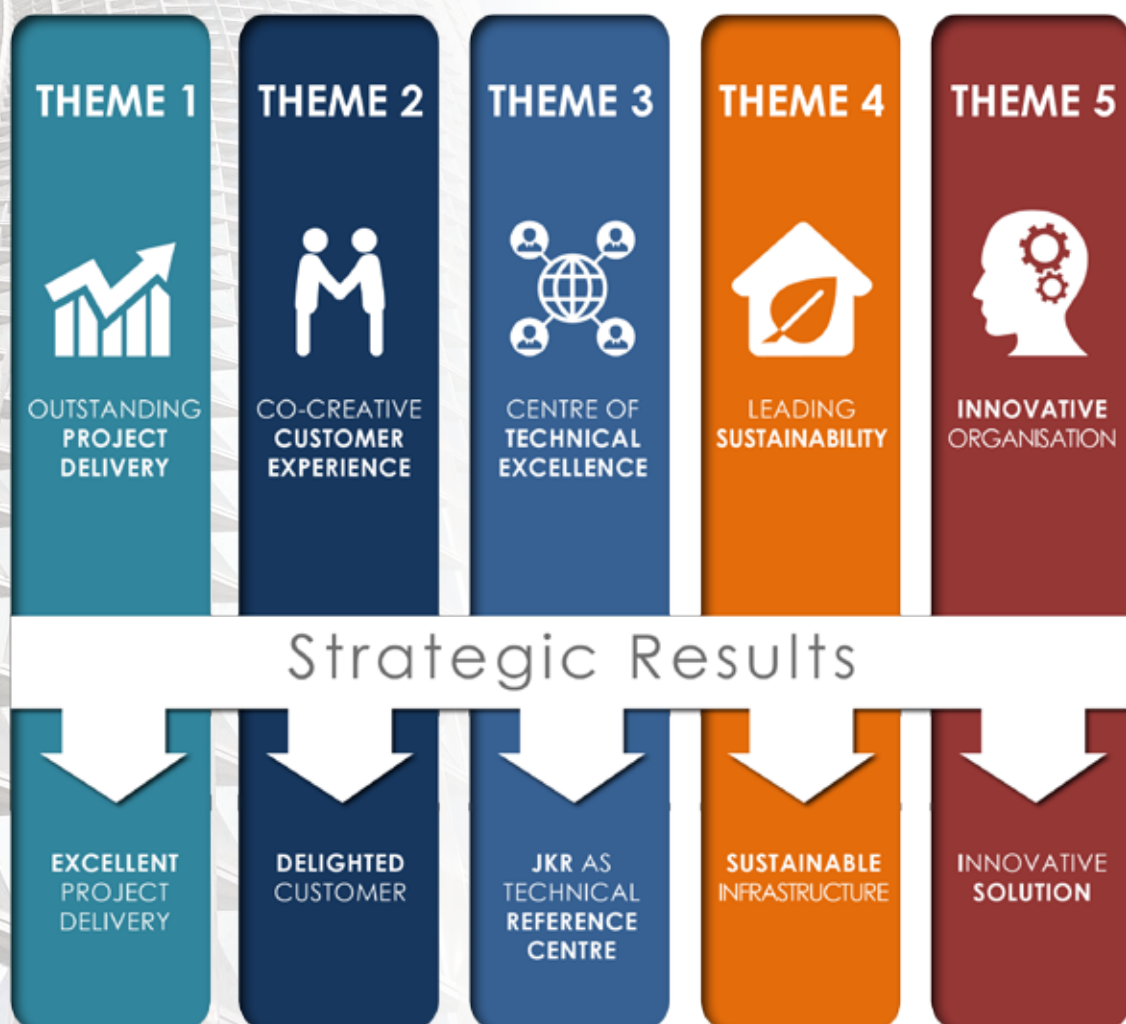 THEME 1
OUTSTANDING
PROJECT
DELIVERY
THEME 2
CO-CREATIVE
CUSTOMER
EXPERIENCE
THEME 3
CENTRE OF
TECHNICAL
EXCELLENCE
THEME 4
LEADING
SUSTAINABILITY
THEME 5
INNOVATIVE
ORGANISATION
Strategic Results
EXCELLENT
PROJECT
DELIVERY
DELIGHTED
CUSTOMER
JKR AS
TECHNICAL
REFERENCE
CENTRE
SUSTAINABLE
INFRASTRUCTURE
INNOVATIVE
SOLUTION